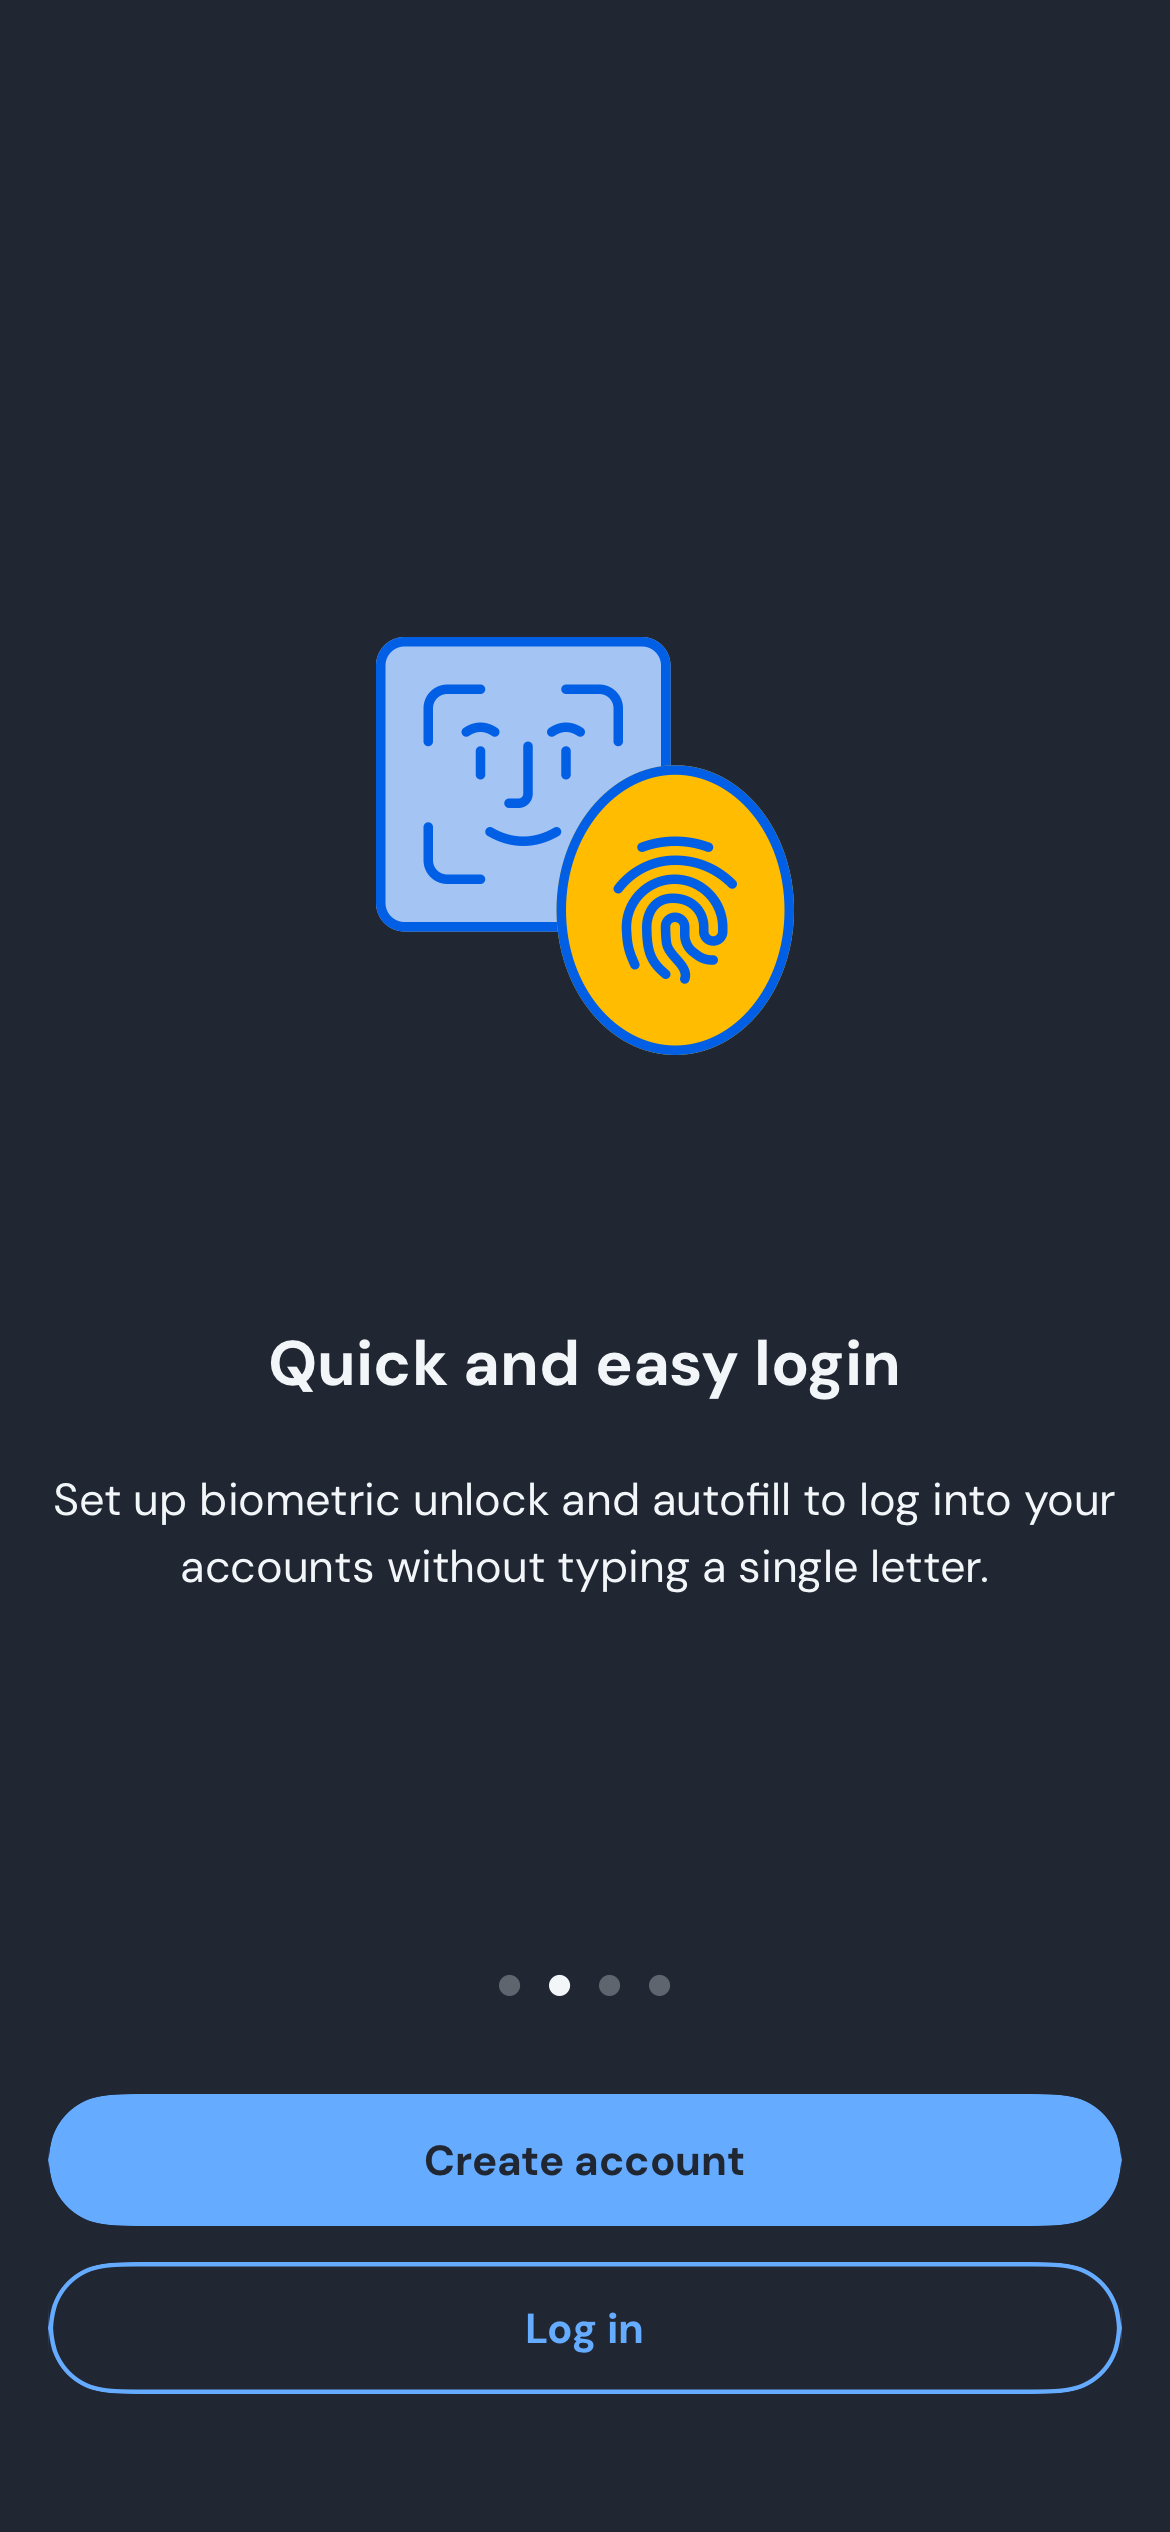 Quick and easy login
Set up biometric unlock and autofill to log into your
accounts without typing a single letter.
Create account
Log in